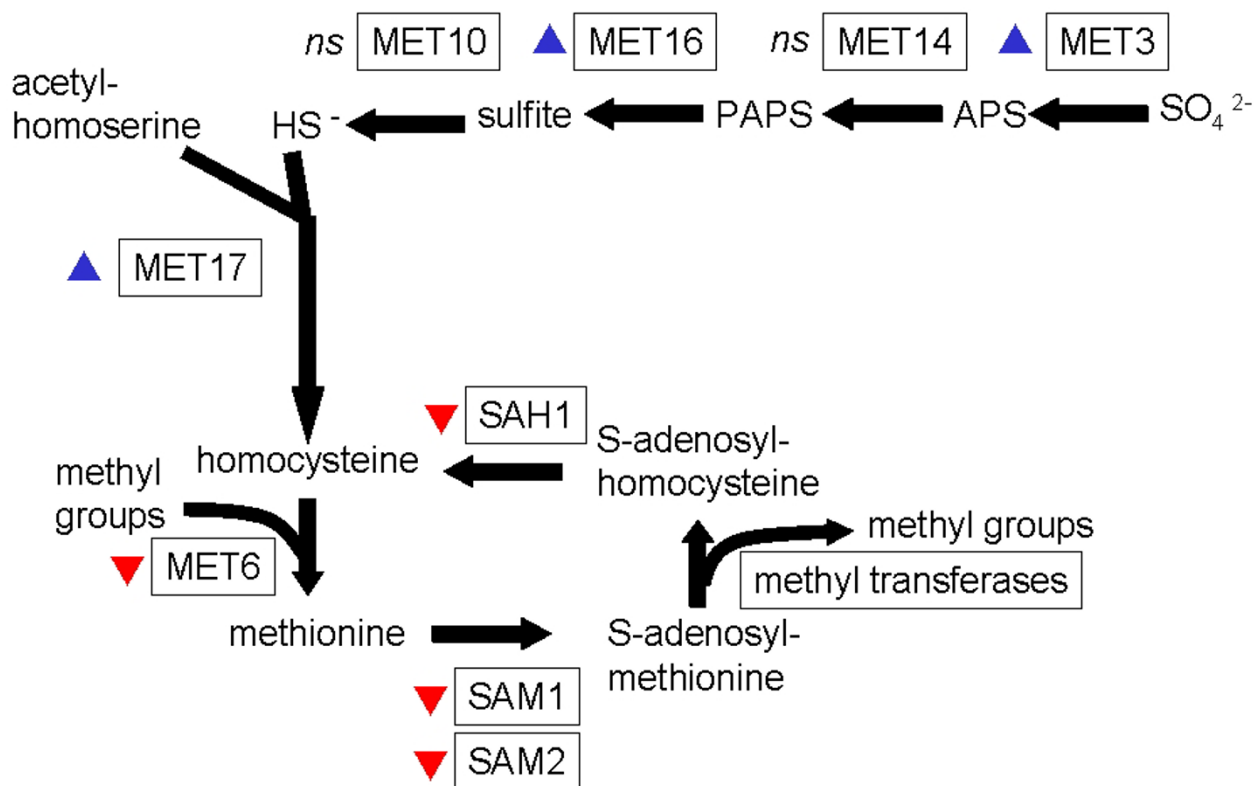 ns MET10 MET16 ns MET14 MET3
acetyl-
homoserine
HS - sulfite PAPS APS SO4 2-
MET17
SAH1
homocysteine
S-adenosyl-
homocysteine
methyl
groups
methyl groups
MET6
methyl transferases
methionine
S-adenosyl-
methionine
SAM1
SAM2